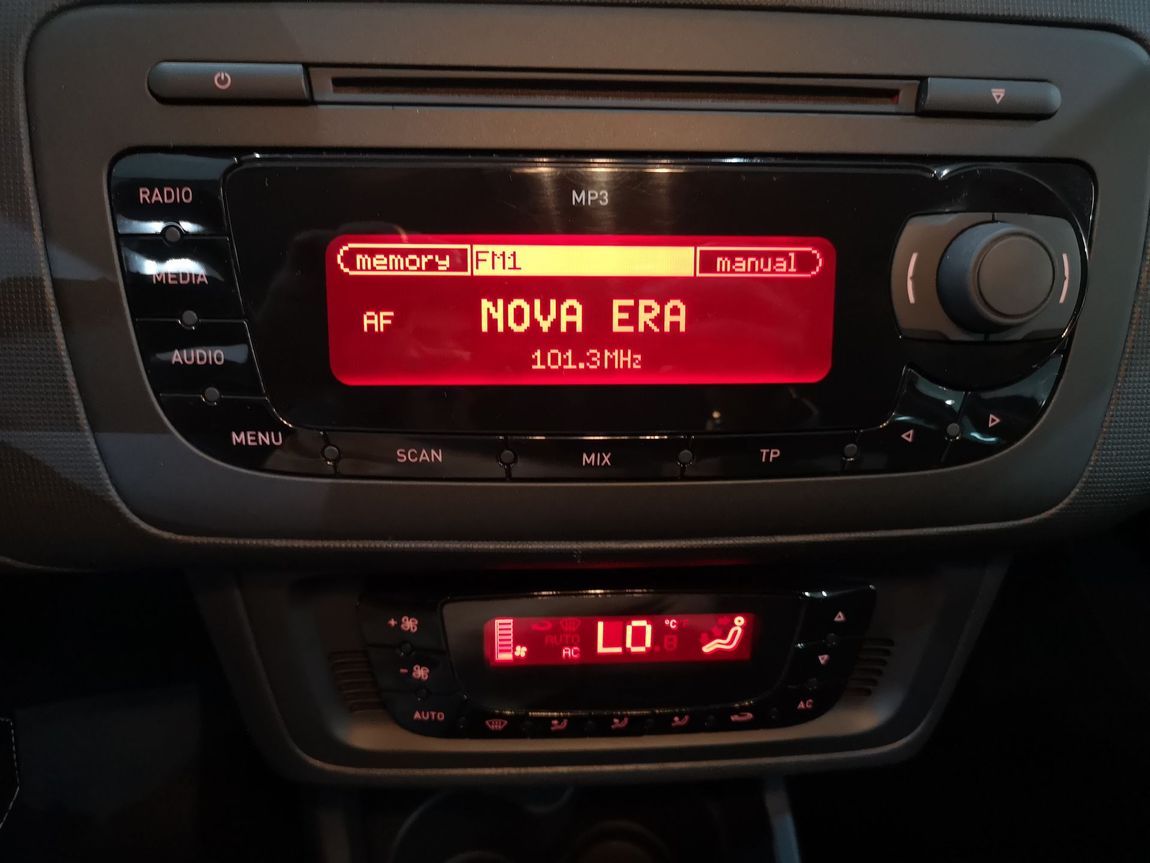 MP3
RADIO
MEDIA
AUDIO
MENU
memory FM1 manual
AF NOVA ERA
101.3MHz
SCAN MIX TP
AUTO
AC
LO
°C
AUTO
AC